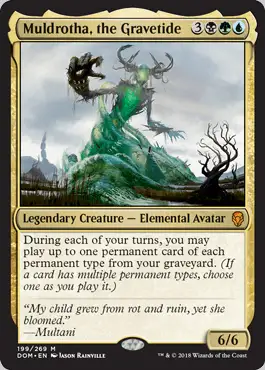 Muldrotha, the Gravetide 3
Legendary Creature — Elemental Avatar
During each of your turns, you may
play up to one permanent card of each
permanent type from your graveyard. (If
a card has multiple permanent types, choose
one as you play it.)
“My child grew from rot and ruin, yet she
bloomed.”
—Multani
6/6
199/269 M
DOM • EN Jason Rainville ™ & © 2018 Wizards of the Coast